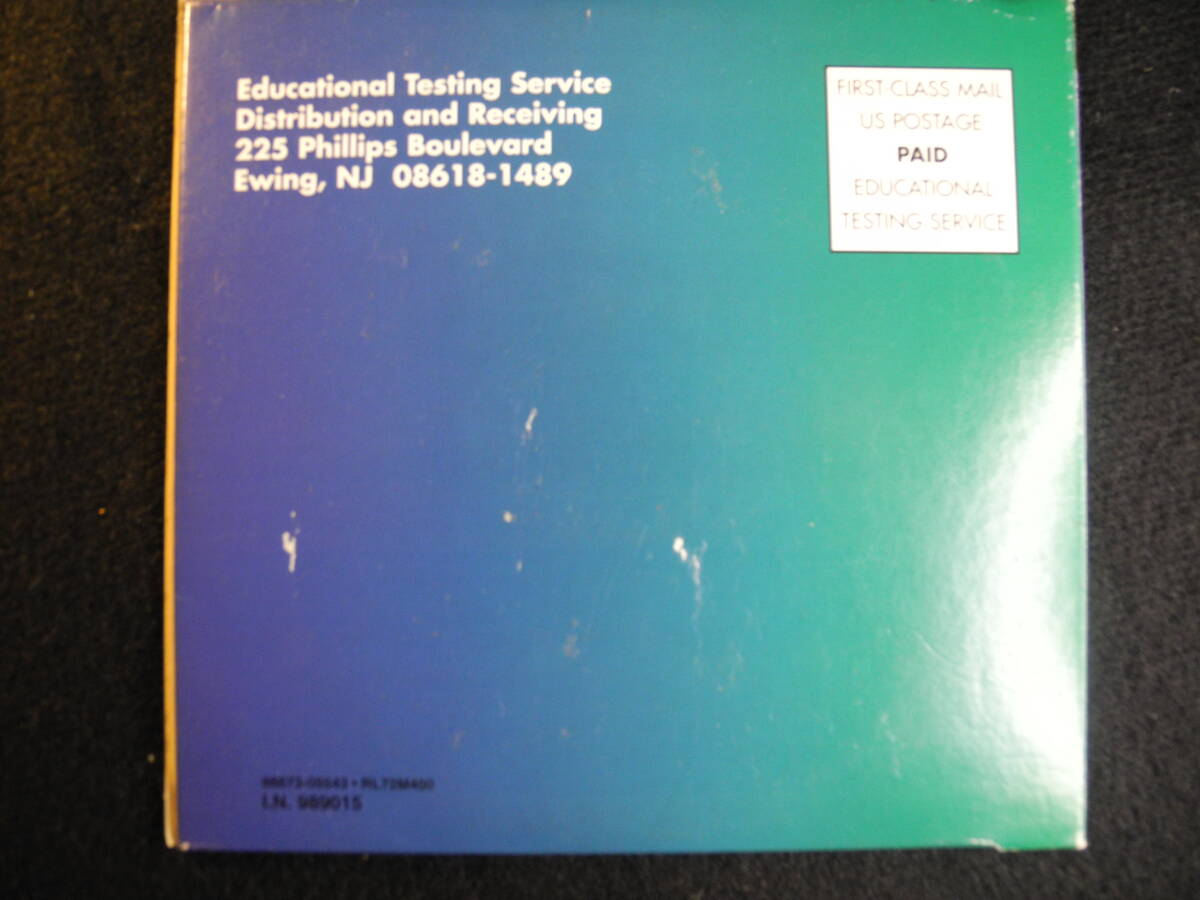 Educational Testing Service
Distribution and Receiving
225 Phillips Boulevard
Ewing, NJ 08618-1489
FIRST-CLASS MAIL
US POSTAGE
PAID
EDUCATIONAL
TESTING SERVICE
I.N. 989015